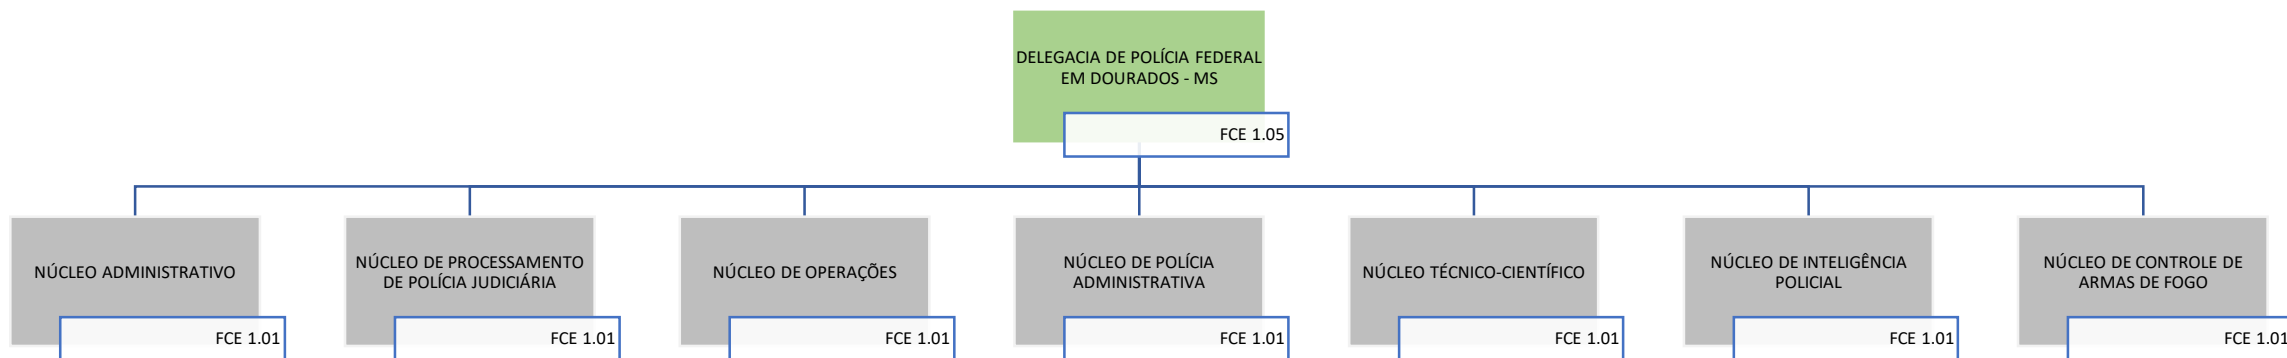 DELEGACIA DE POLÍCIA FEDERAL
EM DOURADOS - MS
FCE 1.05
NÚCLEO ADMINISTRATIVO
FCE 1.01
NÚCLEO DE PROCESSAMENTO
DE POLÍCIA JUDICIÁRIA
FCE 1.01
NÚCLEO DE OPERAÇÕES
FCE 1.01
NÚCLEO DE POLÍCIA
ADMINISTRATIVA
FCE 1.01
NÚCLEO TÉCNICO-CIENTÍFICO
FCE 1.01
NÚCLEO DE INTELIGÊNCIA
POLICIAL
FCE 1.01
NÚCLEO DE CONTROLE DE
ARMAS DE FOGO
FCE 1.01